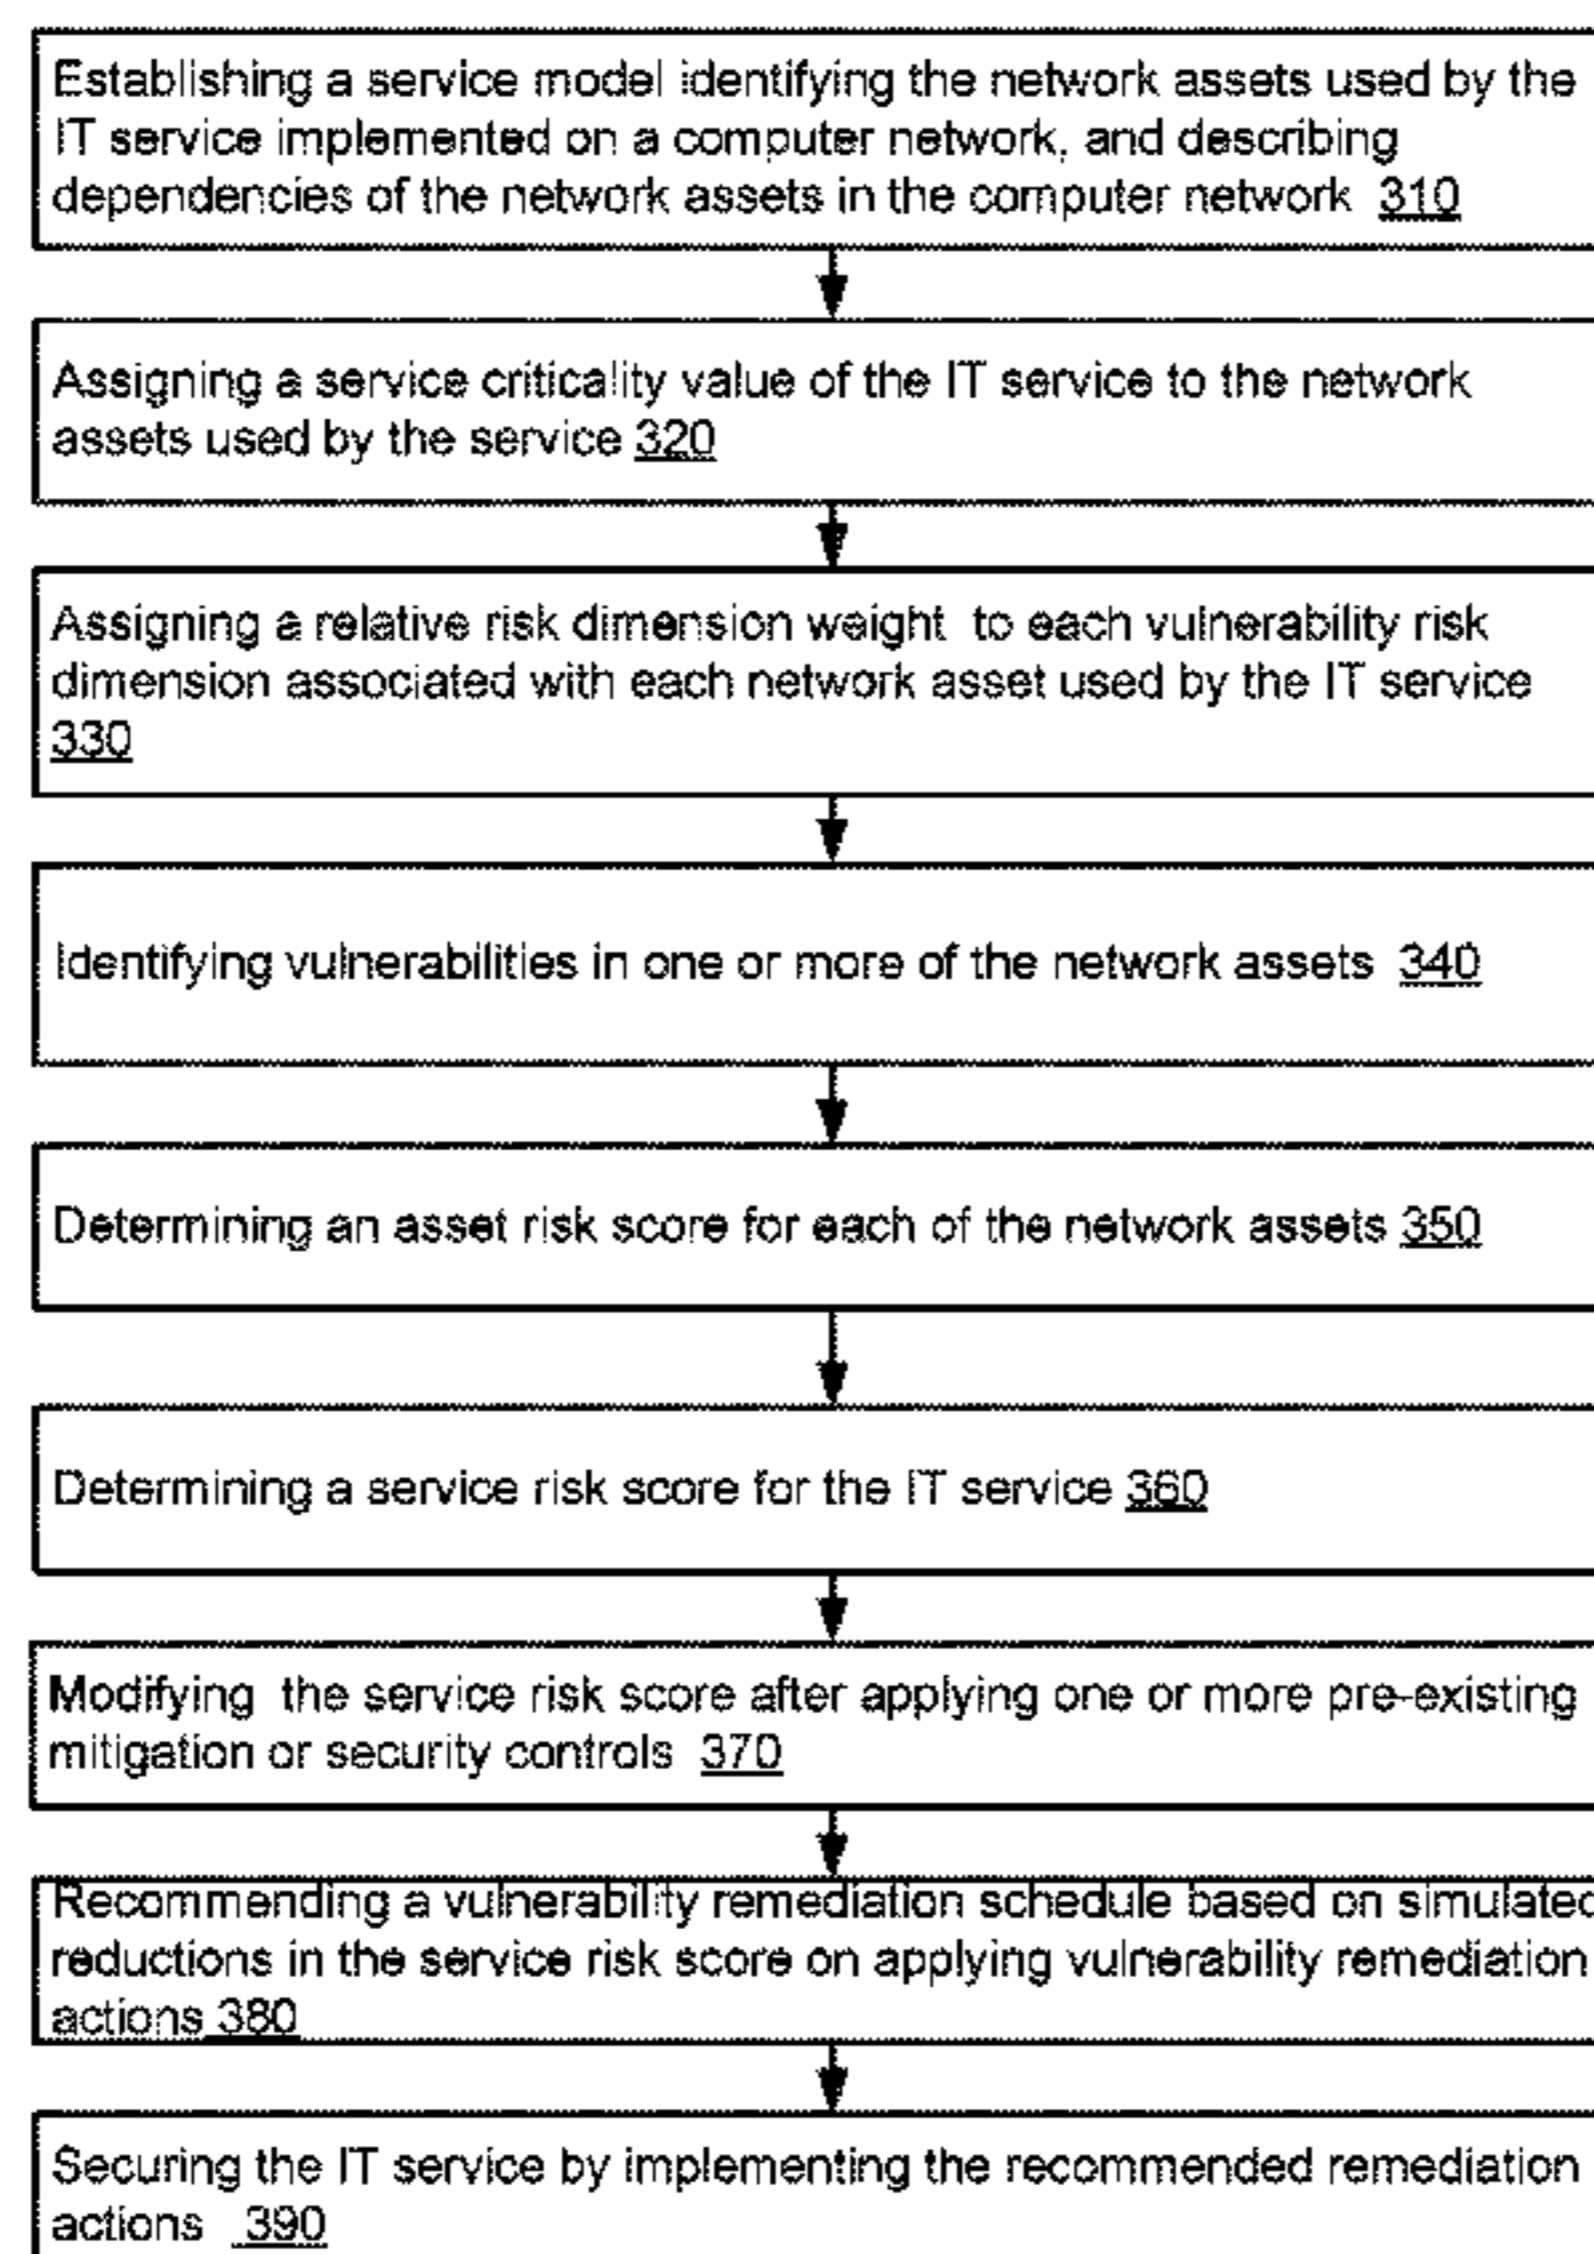 Establishing a service model identifying the network assets used by the
IT service implemented on a computer network, and describing
dependencies of the network assets in the computer network 310
Assigning a service criticality value of the IT service to the network
assets used by the service 320
Assigning a relative risk dimension weight to each vulnerability risk
dimension associated with each network asset used by the IT service
330
Identifying vulnerabilities in one or more of the network assets 340
Determining an asset risk score for each of the network assets 350
Determining a service risk score for the IT service 360
Modifying the service risk score after applying one or more pre-existing
mitigation or security controls 370
Recommending a vulnerability remediation schedule based on simulated
reductions in the service risk score on applying vulnerability remediation
actions 380
Securing the IT service by implementing the recommended remediation
actions 390